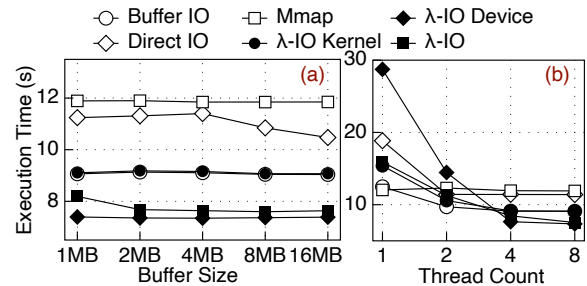 Buffer IO Mmap λ-IO Device
Direct IO λ-IO Kernel λ-IO
Execution Time (s)
12
10
8
(a)
1MB 2MB 4MB 8MB 16MB
Buffer Size
30
20
10
(b)
1 2 4 8
Thread Count